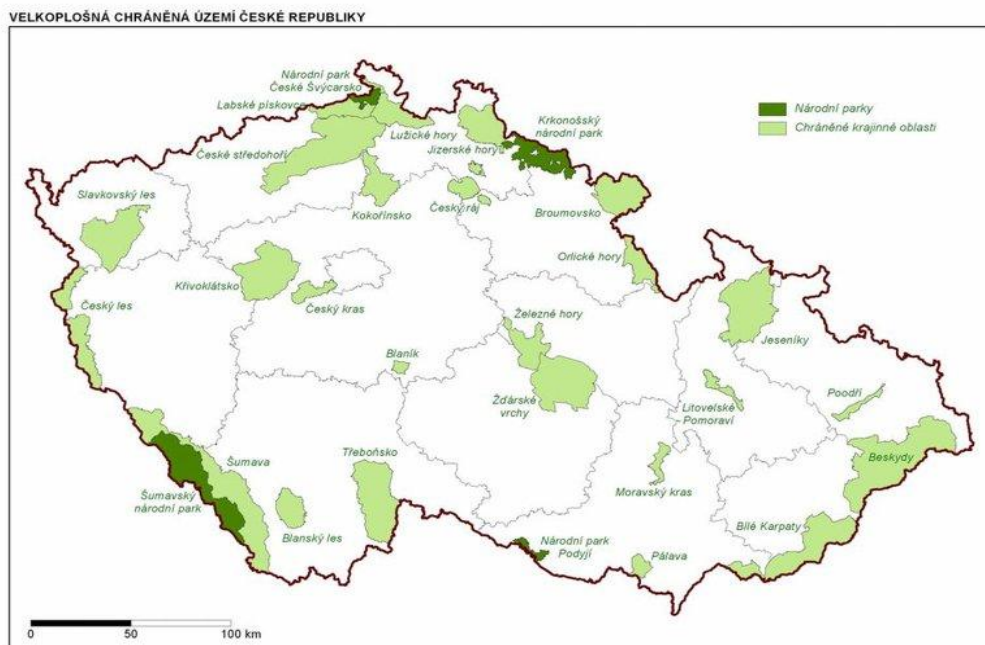 VELKOPLOŠNÁ CHRÁNĚNÁ ÚZEMÍ ČESKÉ REPUBLIKY
Národní park
České Švýcarsko
Labské pískovce
Lužické hory
Jizerské hory
Krkonošský
národní park
Národní parky
Chráněné krajinné oblasti
České středohoří
Slavkovský les
Kokořínsko
Český ráj
Broumovsko
Orlické hory
Křivoklátsko
Český les
Český kras
Železné hory
Jeseníky
Blaník
Žďárské
vrchy
Litovelské
Pomoraví
Poodří
Třeboňsko
Šumava
Beskydy
Šumavský
národní park
Moravský kras
Blanský les
Národní park
Podyjí
Pálava
Bílé Karpaty
0 50 100 km